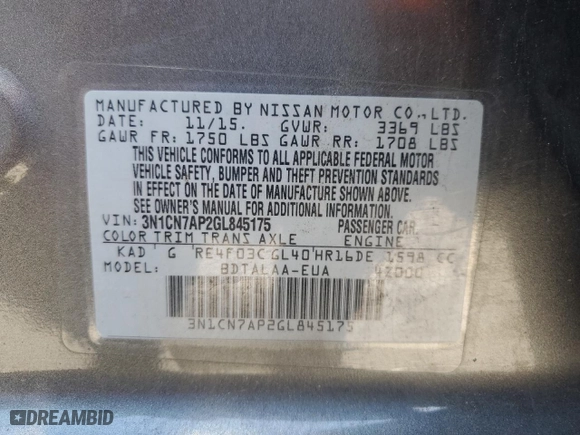 MANUFACTURED BY NISSAN MOTOR CO., LTD.
DATE: 11/15. GVWR: 3369 LBS
GAWR FR: 1750 LBS GAWR RR: 1708 LBS
THIS VEHICLE CONFORMS TO ALL APPLICABLE FEDERAL MOTOR
VEHICLE SAFETY, BUMPER AND THEFT PREVENTION STANDARDS
IN EFFECT ON THE DATE OF MANUFACTURE SHOWN ABOVE.
SEE OWNER'S MANUAL FOR ADDITIONAL INFORMATION.
VIN: 3N1CN7AP2GL845175 PASSENGER CAR
COLOR TRIM TRANS AXLE ENGINE
KAD' G 'RE4F03C'GL40'HR16DE 1598 CC
MODEL: BDTALAA-EUA 42000
3N1CN7AP2GL845175
DREAMBID